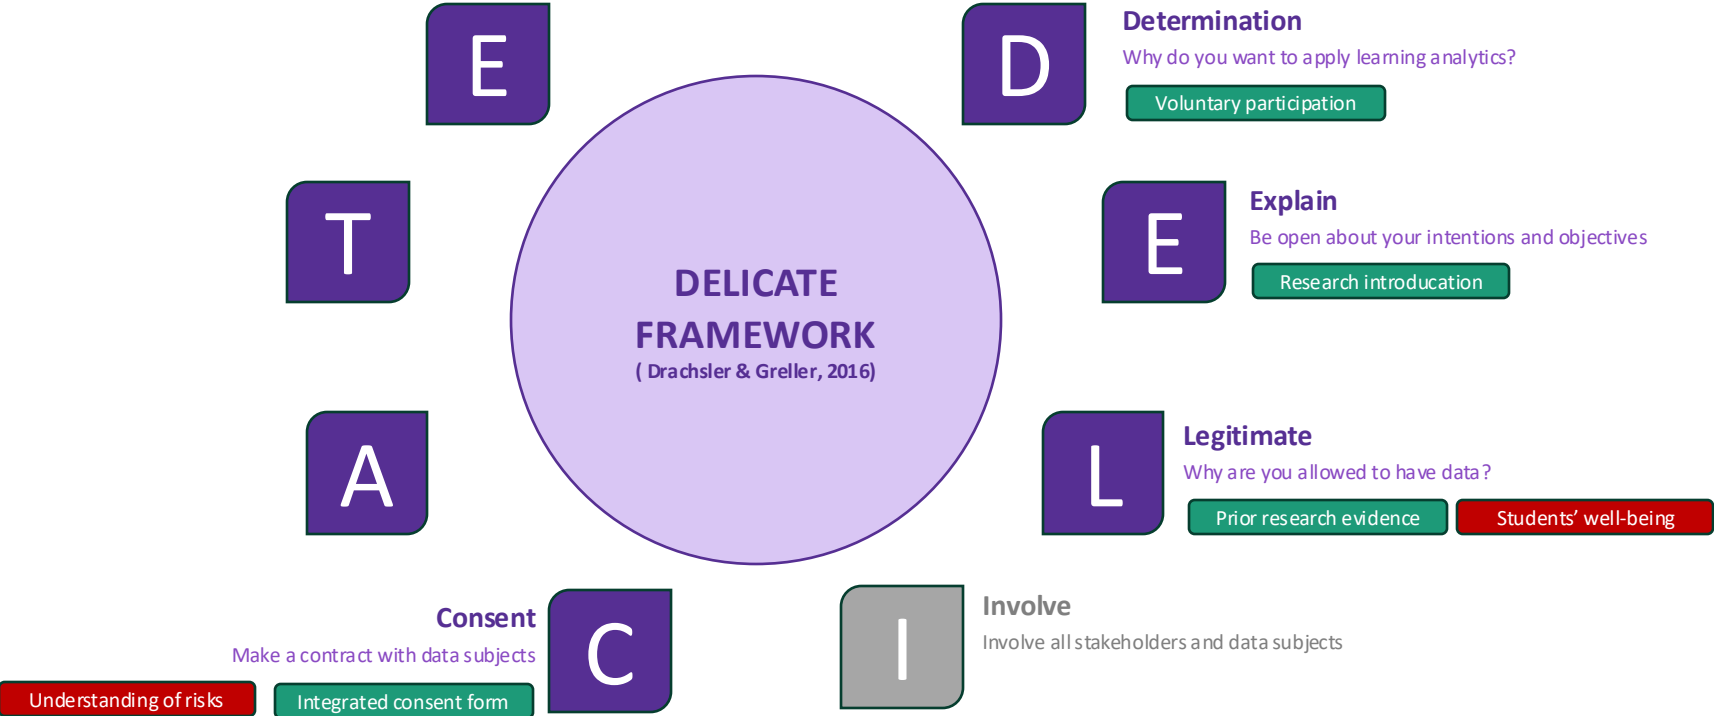 E
D
Determination
Why do you want to apply learning analytics?
Voluntary participation
T
E
Explain
Be open about your intentions and objectives
Research introducation
DELICATE
FRAMEWORK
( Drachsler & Greller, 2016)
A
L
Legitimate
Why are you allowed to have data?
Prior research evidence
Students’ well-being
Consent
Make a contract with data subjects
Understanding of risks
Integrated consent form
C
I
Involve
Involve all stakeholders and data subjects